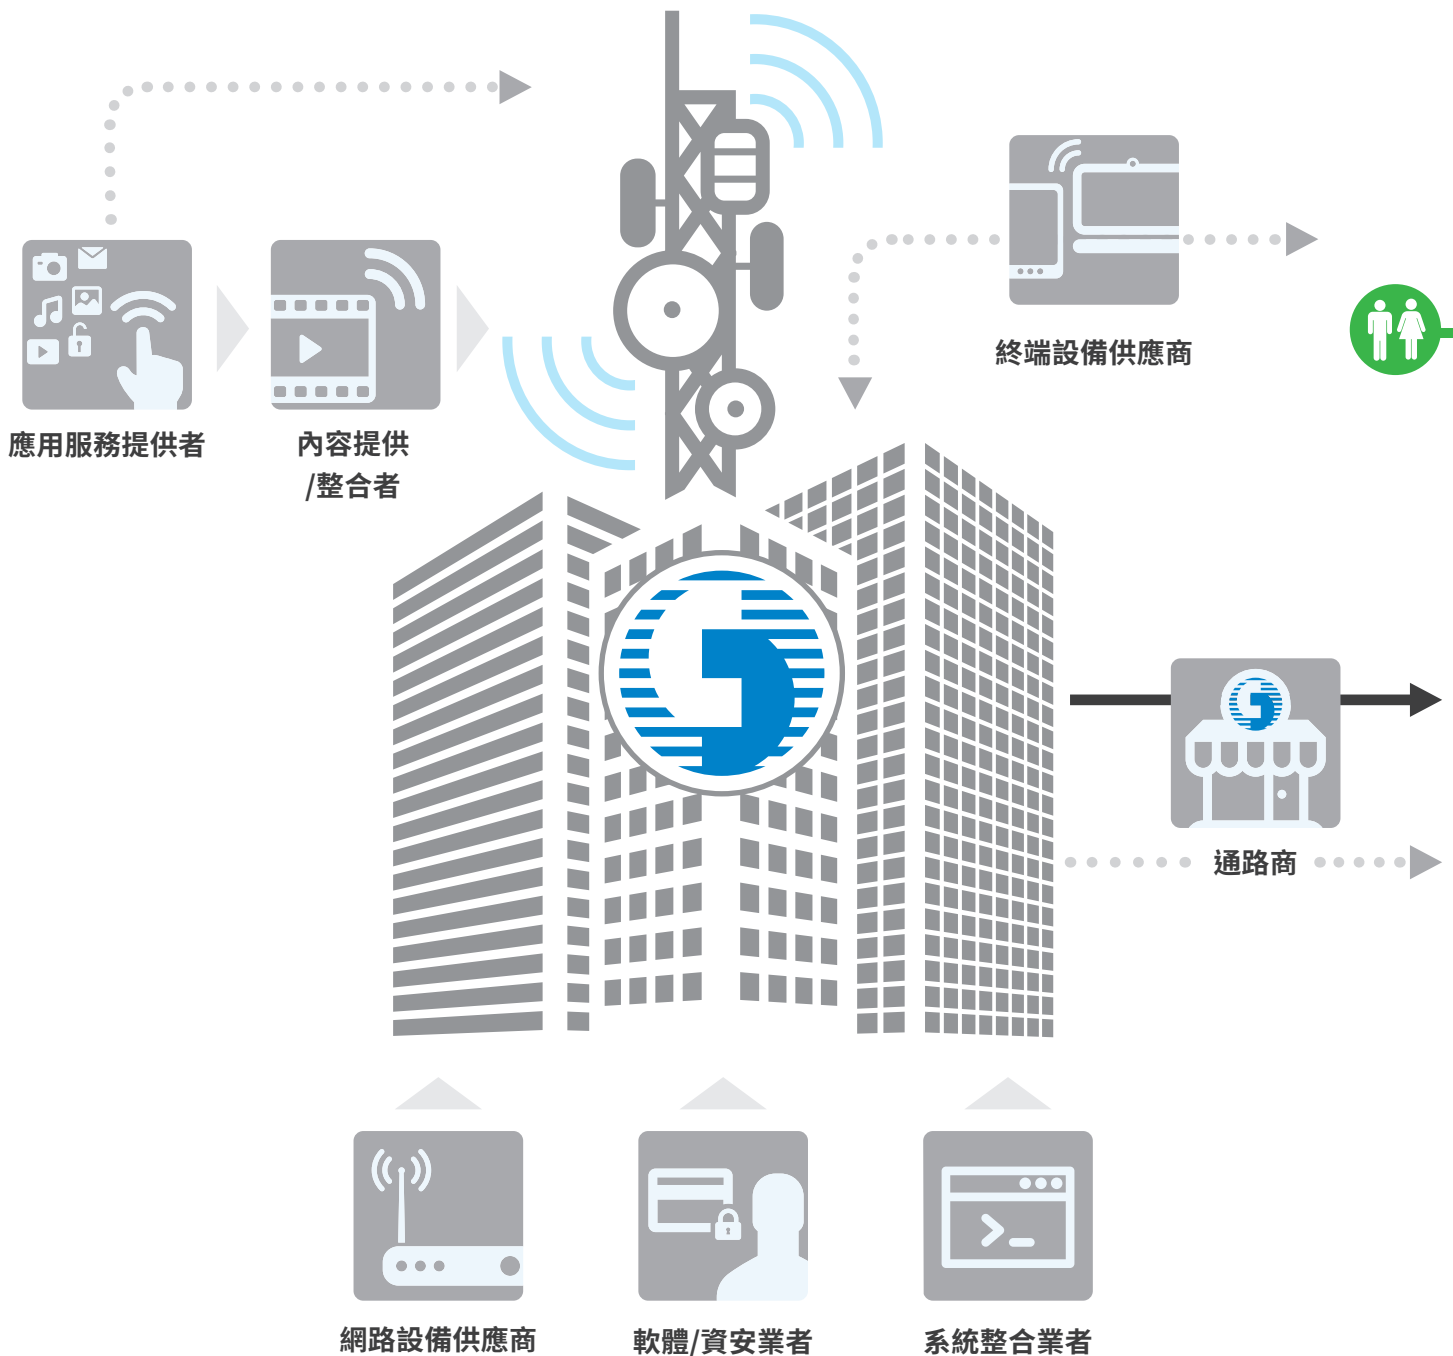 終端設備供應商
應用服務提供者
內容提供
/整合者
通路商
網路設備供應商
軟體/資安業者
系統整合業者